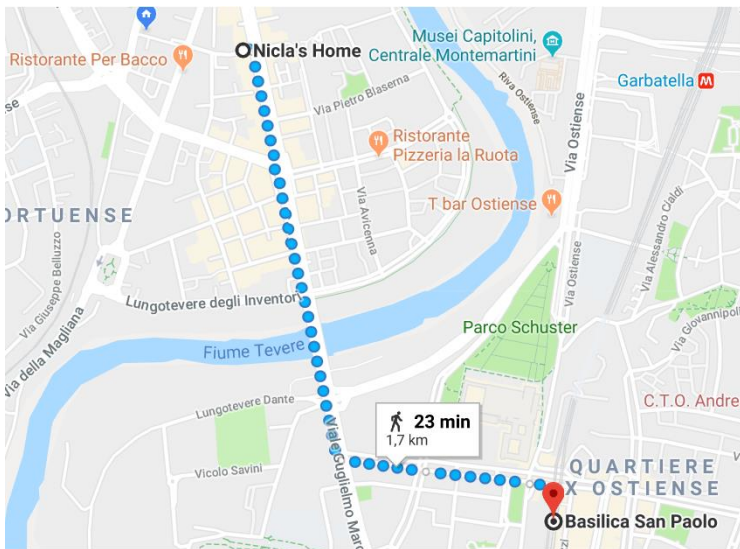 Nicla's Home
Musei Capitolini,
Centrale Montemartini
Ristorante Per Bacco
Garbatella M
Riva Ostiense
Via Pietro Blaserna
Via Ostiense
Ristorante
Pizzeria la Ruota
Via Avicenna
T bar Ostiense
Via Alessandro Cialdi
ORTUENSE
Via Giuseppe Belluzzo
Via Ostiense
Lungotevere degli Inventori
Via della Magliana
Fiume Tevere
Parco Schuster
Via Giovannipoli
Lungotevere Dante
C.T.O. Andre
23 min
1,7 km
Viale Guglielmo Marc
Vicolo Savini
QUARTIERE
X OSTIENSE
Basilica San Paolo